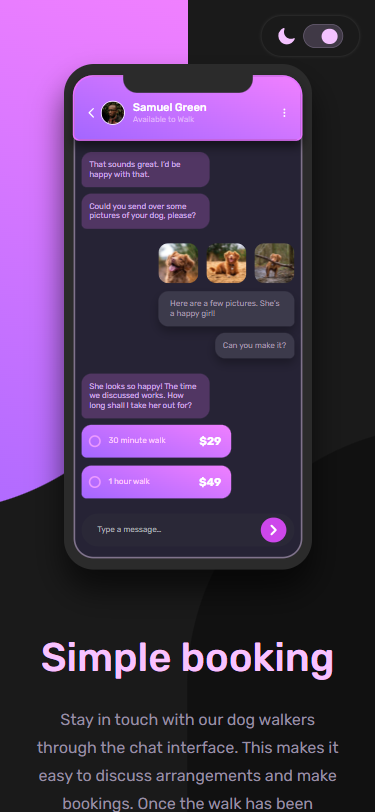 Samuel Green
Available to Walk
That sounds great. I'd be
happy with that.
Could you send over some
pictures of your dog, please?
Here are a few pictures. She's
a happy girl!
Can you make it?
She looks so happy! The time
we discussed works. How
long shall I take her out for?
30 minute walk $29
1 hour walk $49
Type a message...
Simple booking
Stay in touch with our dog walkers
through the chat interface. This makes it
easy to discuss arrangements and make
bookings. Once the walk has been